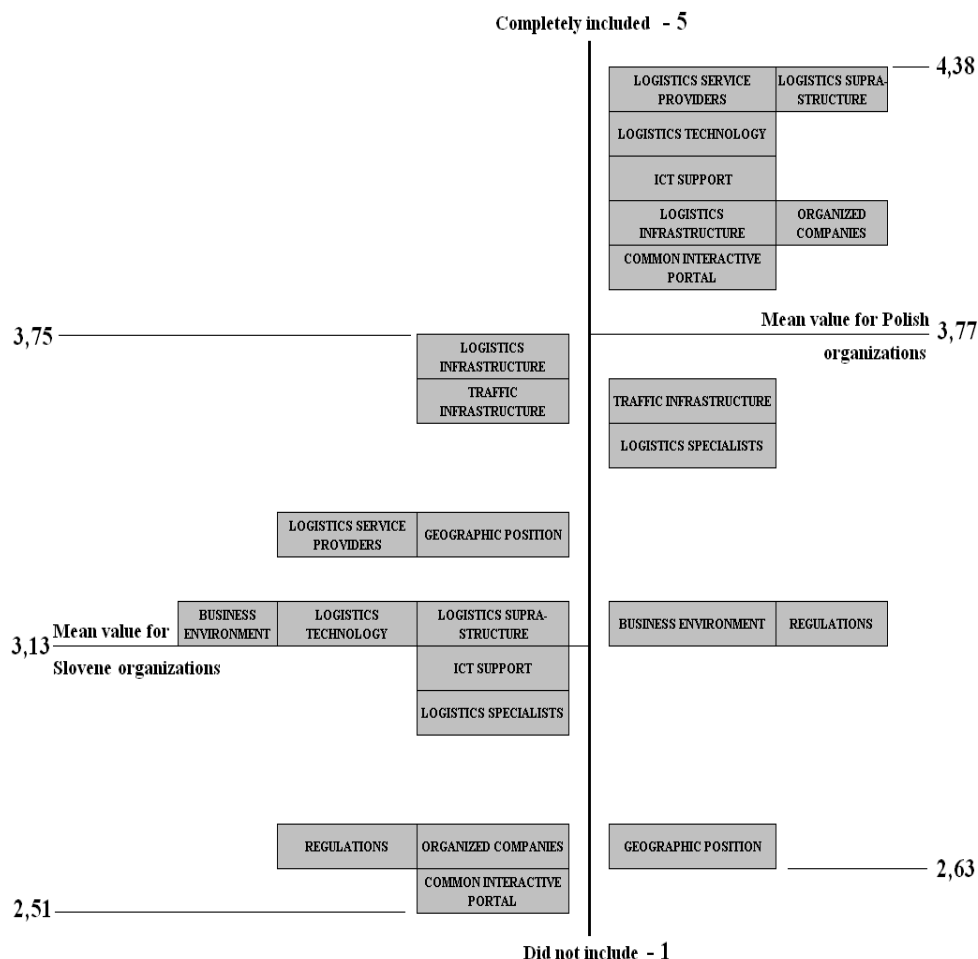 Completely included - 5
4,38
LOGISTICS SERVICE
PROVIDERS
LOGISTICS SUPRA-
STRUCTURE
LOGISTICS TECHNOLOGY
ICT SUPPORT
LOGISTICS
INFRASTRUCTURE
ORGANIZED
COMPANIES
COMMON INTERACTIVE
PORTAL
3,75
Mean value for Polish
organizations
3,77
LOGISTICS
INFRASTRUCTURE
TRAFFIC
INFRASTRUCTURE
TRAFFIC INFRASTRUCTURE
LOGISTICS SPECIALISTS
LOGISTICS SERVICE
PROVIDERS
GEOGRAPHIC POSITION
3,13
Mean value for
Slovene organizations
BUSINESS
ENVIRONMENT
LOGISTICS
TECHNOLOGY
LOGISTICS SUPRA-
STRUCTURE
BUSINESS ENVIRONMENT
REGULATIONS
ICT SUPPORT
LOGISTICS SPECIALISTS
REGULATIONS
ORGANIZED COMPANIES
GEOGRAPHIC POSITION
2,63
COMMON INTERACTIVE
PORTAL
2,51
Did not include - 1